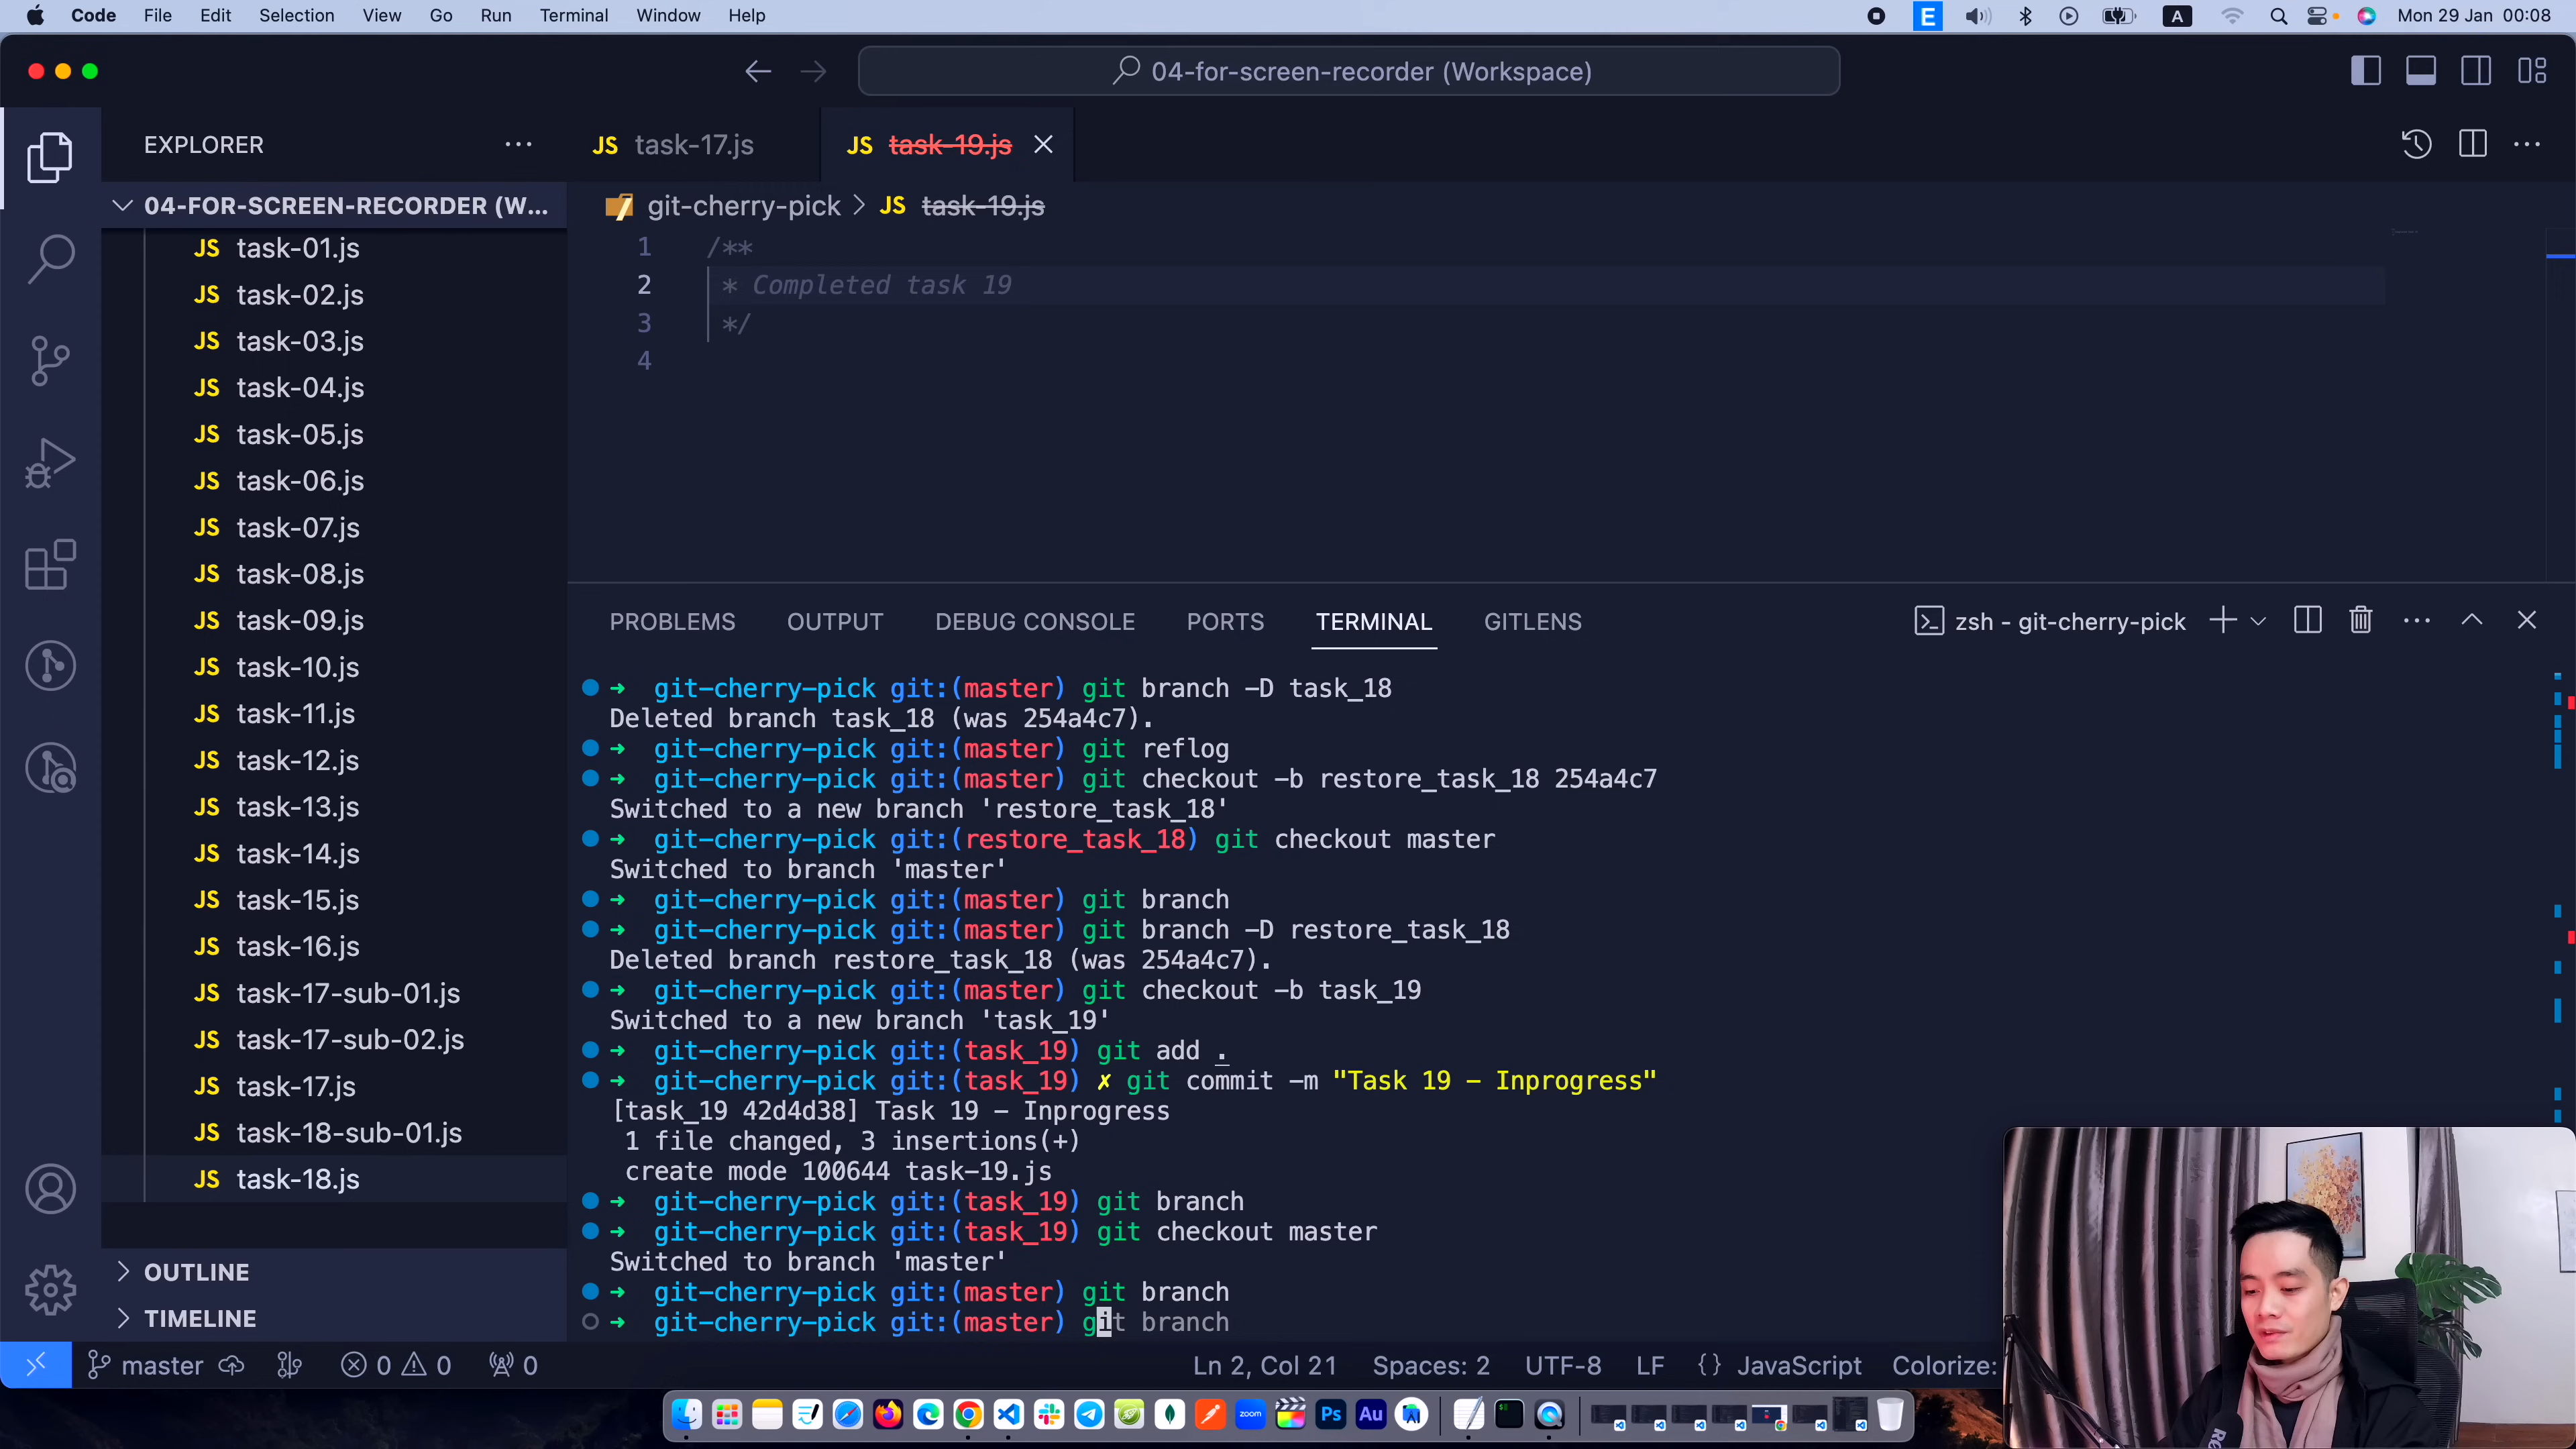 Code File Edit Selection View Go Run Terminal Window Help
E A Mon 29 Jan 00:08
04-for-screen-recorder (Workspace)
EXPLORER
JS task-17.js
JS task-19.js
04-FOR-SCREEN-RECORDER (W...
git-cherry-pick > JS task-19.js
JS task-01.js
JS task-02.js
JS task-03.js
JS task-04.js
JS task-05.js
JS task-06.js
JS task-07.js
JS task-08.js
JS task-09.js
JS task-10.js
JS task-11.js
JS task-12.js
JS task-13.js
JS task-14.js
JS task-15.js
JS task-16.js
JS task-17-sub-01.js
JS task-17-sub-02.js
JS task-17.js
JS task-18-sub-01.js
JS task-18.js
OUTLINE
TIMELINE
1 /**
2 * Completed task 19
3 */
4
PROBLEMS OUTPUT DEBUG CONSOLE PORTS TERMINAL GITLENS
zsh - git-cherry-pick
➜ git-cherry-pick git:(master) git branch -D task_18
Deleted branch task_18 (was 254a4c7).
➜ git-cherry-pick git:(master) git reflog
➜ git-cherry-pick git:(master) git checkout -b restore_task_18 254a4c7
Switched to a new branch 'restore_task_18'
➜ git-cherry-pick git:(restore_task_18) git checkout master
Switched to branch 'master'
➜ git-cherry-pick git:(master) git branch
➜ git-cherry-pick git:(master) git branch -D restore_task_18
Deleted branch restore_task_18 (was 254a4c7).
➜ git-cherry-pick git:(master) git checkout -b task_19
Switched to a new branch 'task_19'
➜ git-cherry-pick git:(task_19) git add .
➜ git-cherry-pick git:(task_19) ✗ git commit -m "Task 19 - Inprogress"
[task_19 42d4d38] Task 19 - Inprogress
1 file changed, 3 insertions(+)
create mode 100644 task-19.js
➜ git-cherry-pick git:(task_19) git branch
➜ git-cherry-pick git:(task_19) git checkout master
Switched to branch 'master'
➜ git-cherry-pick git:(master) git branch
➜ git-cherry-pick git:(master) git branch
master 0 0 0 Ln 2, Col 21 Spaces: 2 UTF-8 LF {} JavaScript Colorize:
zoom Ps Au